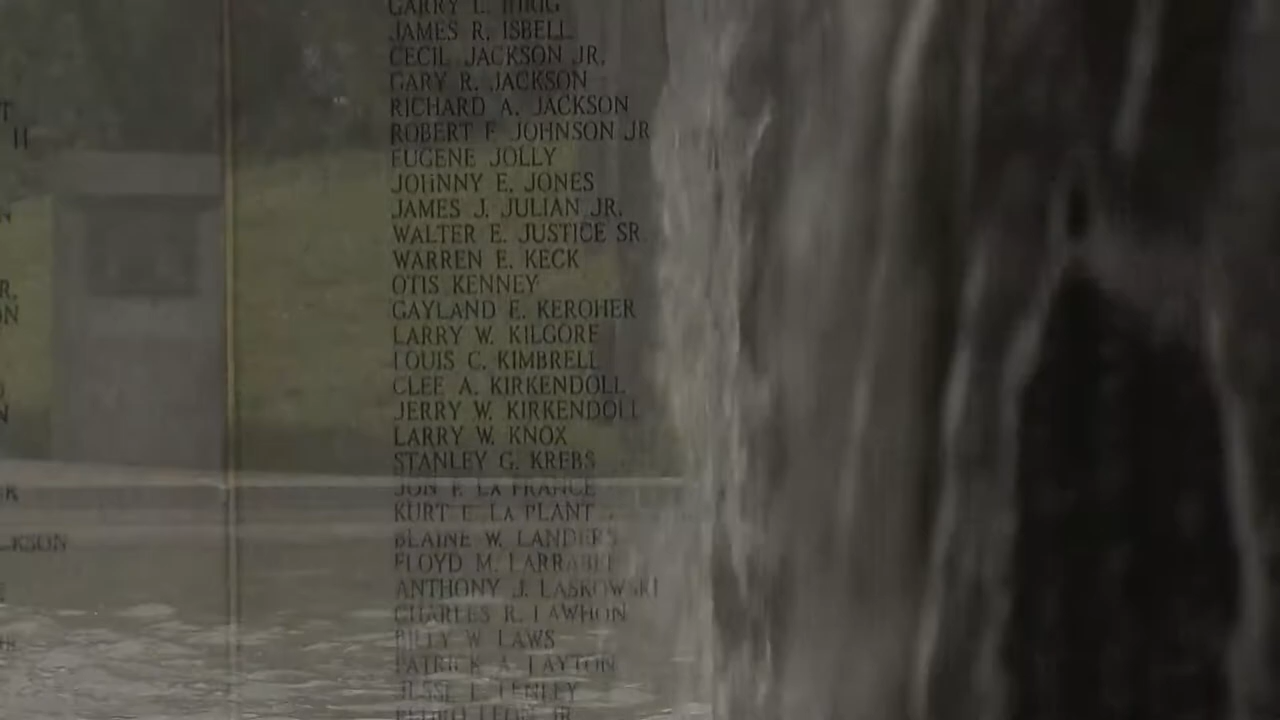 JAMES R. ISBELL
CECIL JACKSON JR.
GARY R. JACKSON
RICHARD A. JACKSON
ROBERT F. JOHNSON JR
EUGENE JOLLY
JOHNNY E. JONES
JAMES J. JULIAN JR.
WALTER E. JUSTICE SR.
WARREN E. KECK
OTIS KENNEY
GAYLAND E. KEROHER
LARRY W. KILGORE
LOUIS C. KIMBRELL
CLEE A. KIRKENDOLL
JERRY W. KIRKENDOLL
LARRY W. KNOX
STANLEY G. KREBS
JON P. LA FRANCE
KURT E. LA PLANT
BLAINE W. LANDERS
FLOYD M. LARRABEE
ANTHONY J. LASKOWSKI
CHARLES R. LAWHON
BILLY W. LAWS
PATRICK A. LAYTON